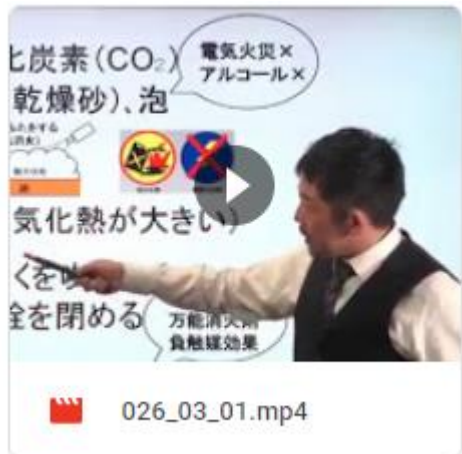 化炭素(CO₂)
電気火災×
アルコール×
乾燥砂)、泡
気化熱が大きい)
くを
栓を閉める
万能消火剤
負触媒効果
026_03_01.mp4